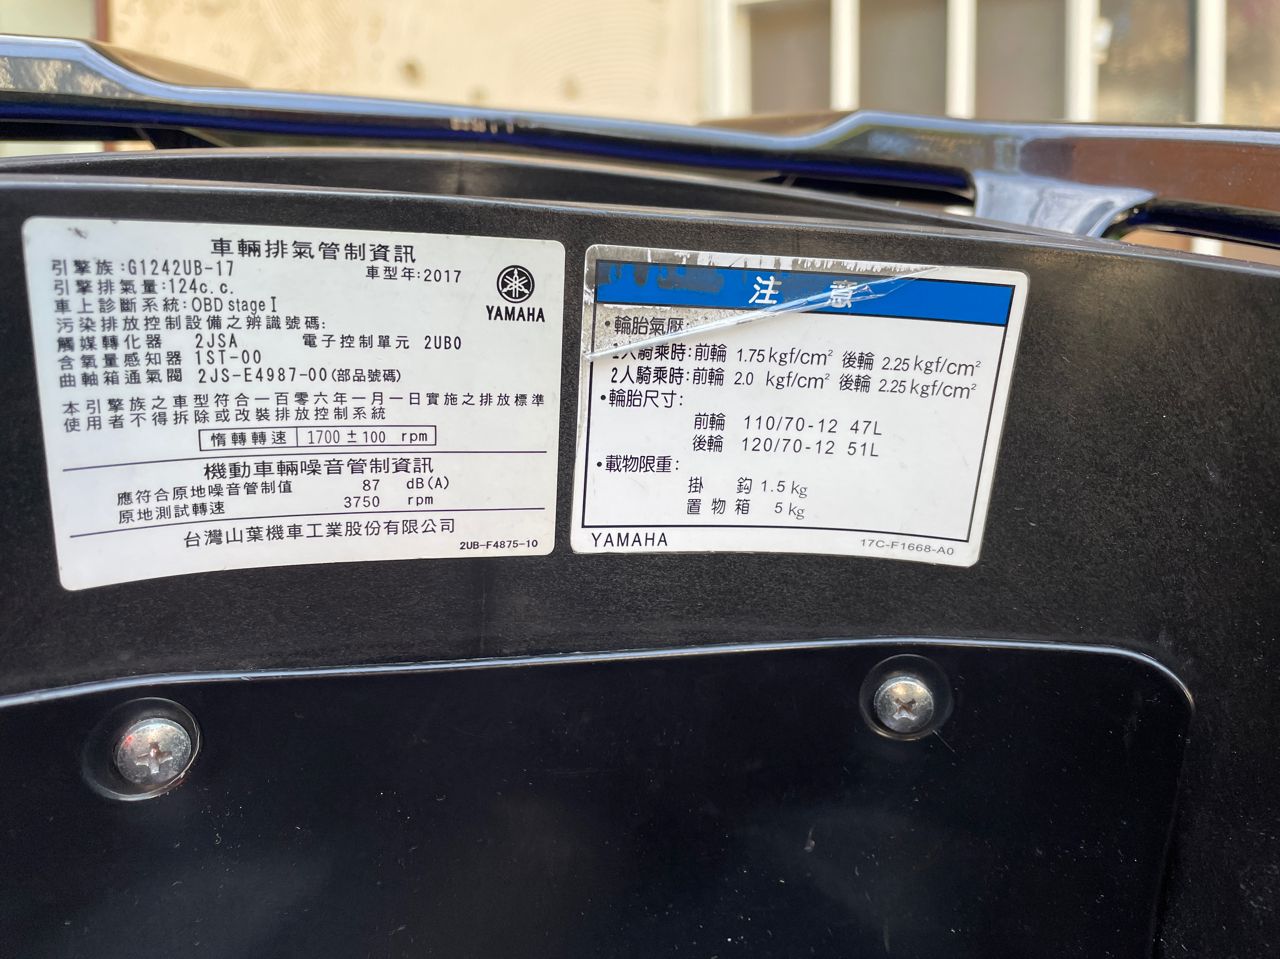 車輛排氣管制資訊
引擎族:G1242UB-17 車型年:2017
引擎排氣量:124c.c.
車上診斷系統:OBD stage I
YAMAHA
污染排放控制設備之辨識號碼:
觸媒轉化器 2JSA 電子控制單元 2UB0
含氧量感知器 1ST-00
曲軸箱通氣閥 2JS-E4987-00(部品號碼)
本引擎族之車型符合一百零六年一月一日實施之排放標準
使用者不得拆除或改裝排放控制系統
惰轉轉速 1700±100 rpm
機動車輛噪音管制資訊
應符合原地噪音管制值 87 dB(A)
原地測試轉速 3750 rpm
台灣山葉機車工業股份有限公司
2UB-F4875-10
注意
•輪胎氣壓:
1人騎乘時:前輪 1.75kgf/cm² 後輪 2.25kgf/cm²
2人騎乘時:前輪 2.0 kgf/cm² 後輪 2.25kgf/cm²
•輪胎尺寸:
前輪 110/70-12 47L
後輪 120/70-12 51L
•載物限重:
掛鈎 1.5kg
置物箱 5kg
YAMAHA 17C-F1668-A0